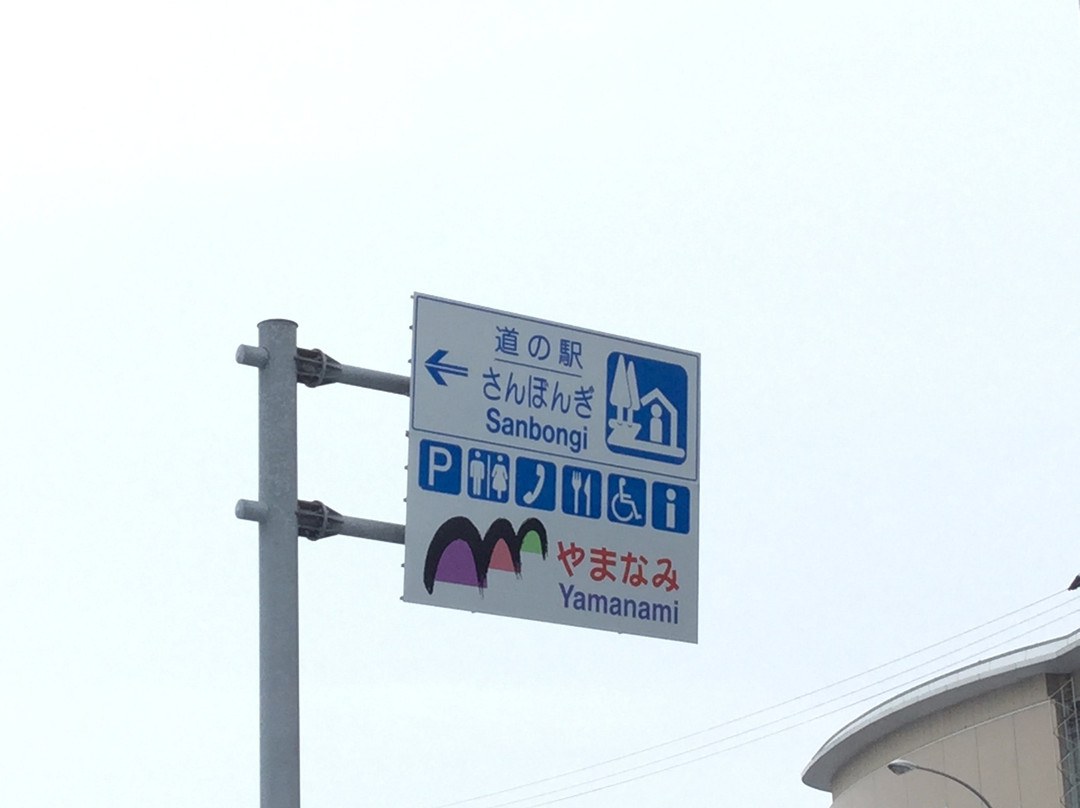 道の駅
さんぼんぎ
Sanbongi
P
i
やまなみ
Yamanami